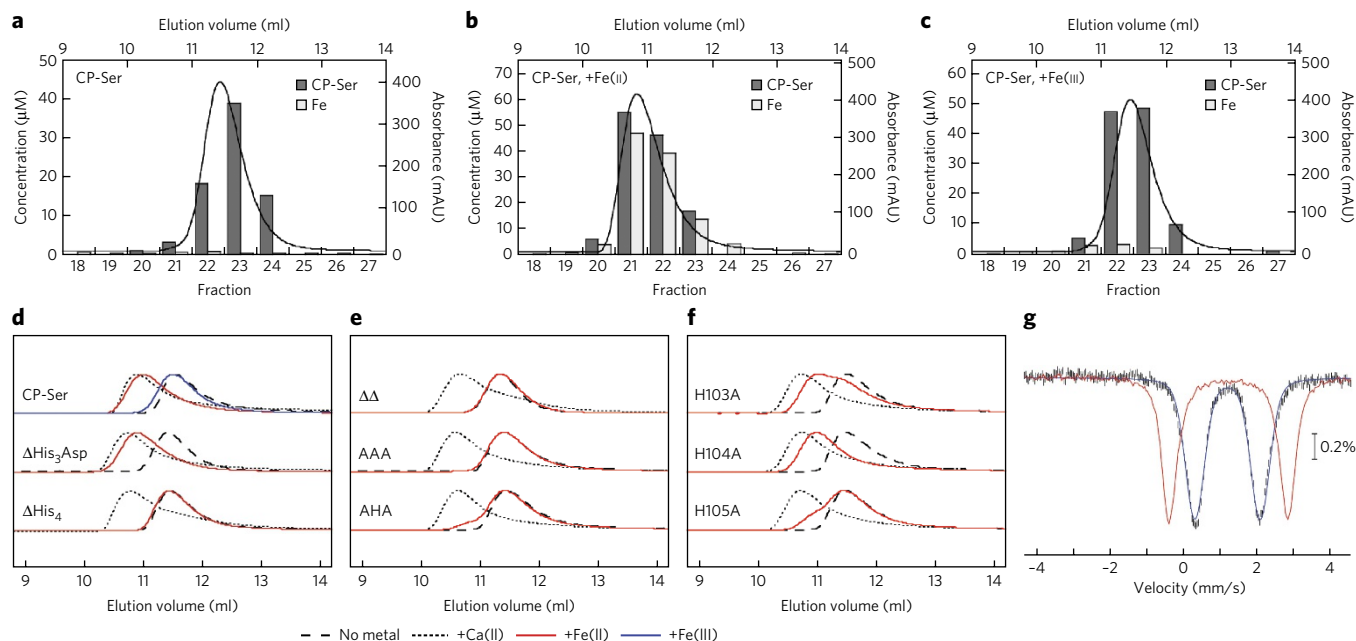 a
Elution volume (ml)
9 10 11 12 13 14
50
40
30
20
10
0
Concentration (μM)
CP-Ser
CP-Ser
Fe
400
300
200
100
0
Absorbance (mAU)
18 19 20 21 22 23 24 25 26 27
Fraction
b
Elution volume (ml)
9 10 11 12 13 14
70
60
50
40
30
20
10
0
Concentration (μM)
CP-Ser, +Fe(II)
CP-Ser
Fe
500
400
300
200
100
0
Absorbance (mAU)
18 19 20 21 22 23 24 25 26 27
Fraction
c
Elution volume (ml)
9 10 11 12 13 14
60
50
40
30
20
10
0
Concentration (μM)
CP-Ser, +Fe(III)
CP-Ser
Fe
500
400
300
200
100
0
Absorbance (mAU)
18 19 20 21 22 23 24 25 26 27
Fraction
d
CP-Ser
ΔHis₃Asp
ΔHis₄
9 10 11 12 13 14
Elution volume (ml)
e
ΔΔ
AAA
AHA
9 10 11 12 13 14
Elution volume (ml)
f
H103A
H104A
H105A
9 10 11 12 13 14
Elution volume (ml)
g
0.2%
–4 –2 0 2 4
Velocity (mm/s)
No metal +Ca(II) +Fe(II) +Fe(III)